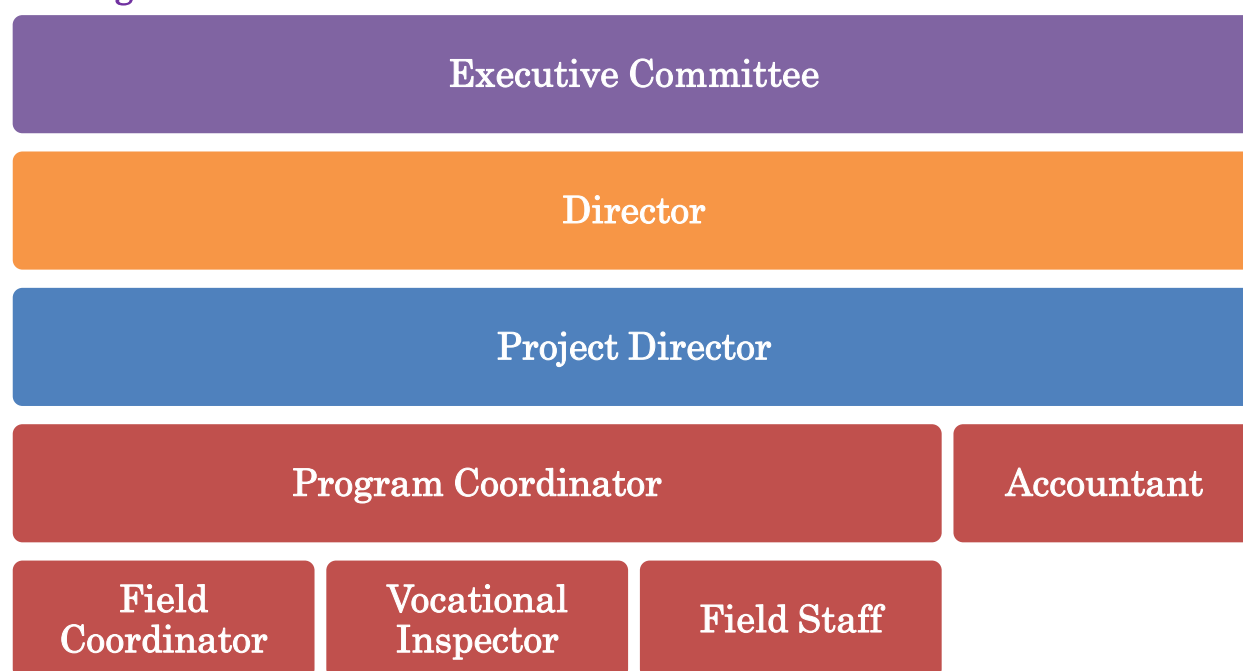 Executive Committee
Director
Project Director
Program Coordinator
Accountant
Field
Coordinator
Vocational
Inspector
Field Staff